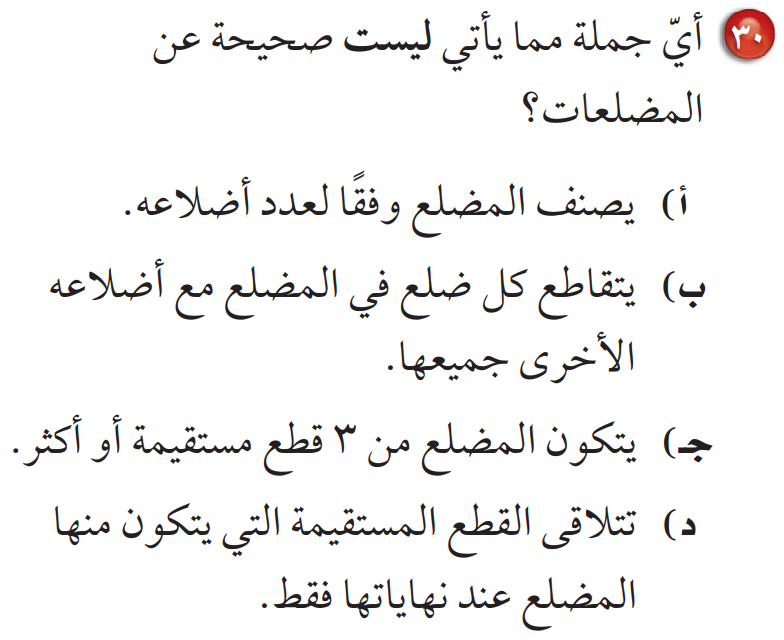 ٣٠ أيّ جملة مما يأتي ليست صحيحة عن
المضلعات؟
أ) يصنف المضلع وفقًا لعدد أضلاعه.
ب) يتقاطع كل ضلع في المضلع مع أضلاعه
الأخرى جميعها.
جـ) يتكون المضلع من ٣ قطع مستقيمة أو أكثر.
د) تتلاقى القطع المستقيمة التي يتكون منها
المضلع عند نهاياتها فقط.